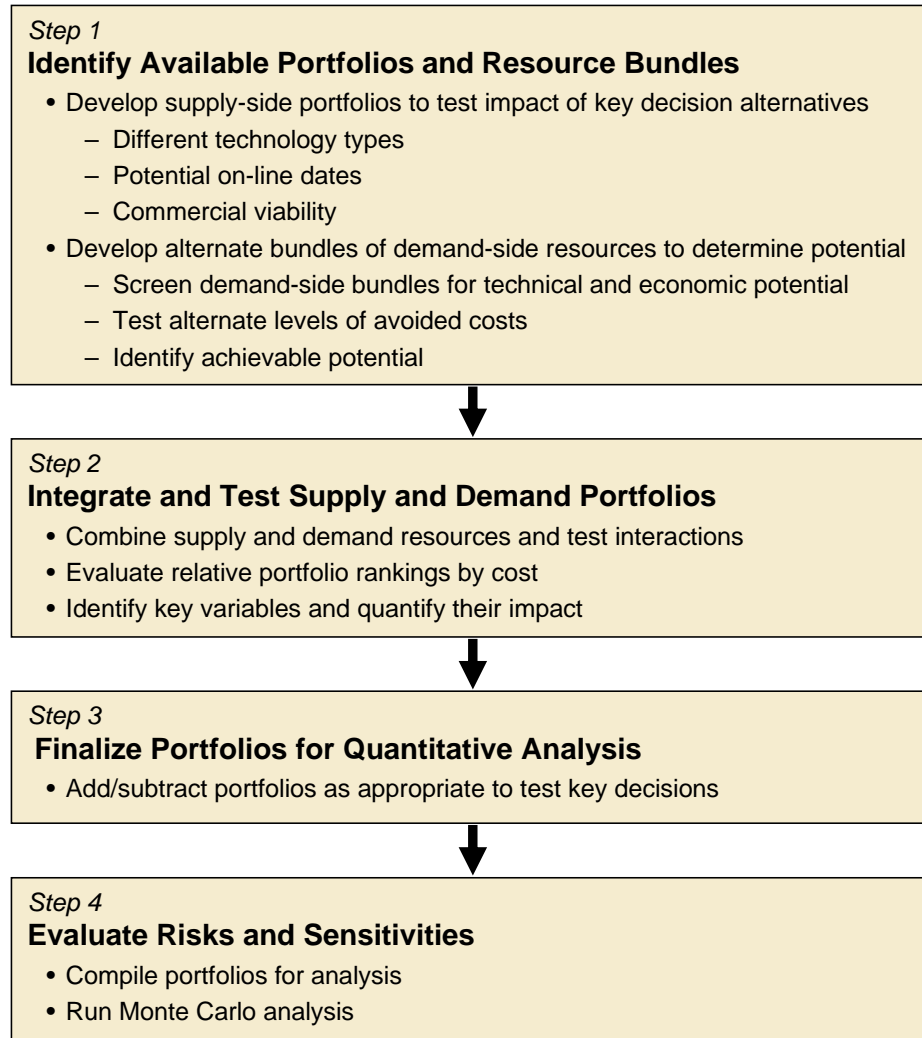 Step 1
Identify Available Portfolios and Resource Bundles
• Develop supply-side portfolios to test impact of key decision alternatives
– Different technology types
– Potential on-line dates
– Commercial viability
• Develop alternate bundles of demand-side resources to determine potential
– Screen demand-side bundles for technical and economic potential
– Test alternate levels of avoided costs
– Identify achievable potential
Step 2
Integrate and Test Supply and Demand Portfolios
• Combine supply and demand resources and test interactions
• Evaluate relative portfolio rankings by cost
• Identify key variables and quantify their impact
Step 3
Finalize Portfolios for Quantitative Analysis
• Add/subtract portfolios as appropriate to test key decisions
Step 4
Evaluate Risks and Sensitivities
• Compile portfolios for analysis
• Run Monte Carlo analysis